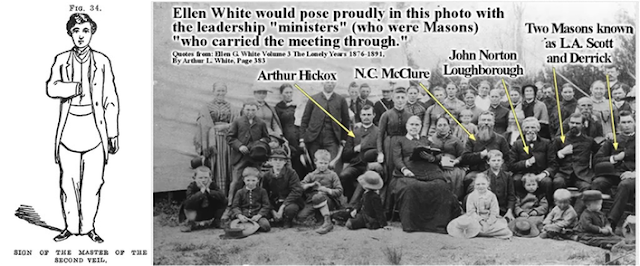 FIG. 34.
SIGN OF THE MASTER OF THE
SECOND VEIL.
Ellen White would pose proudly in this photo with
the leadership "ministers" (who were Masons)
"who carried the meeting through."
Quotes from: Ellen G White Volume 3 The Lonely Years 1876-1891,
By Arthur L. White, Page 383
Arthur Hickox
N.C. McClure
John Norton
Loughborough
Two Masons known
as L.A. Scott
and Derrick